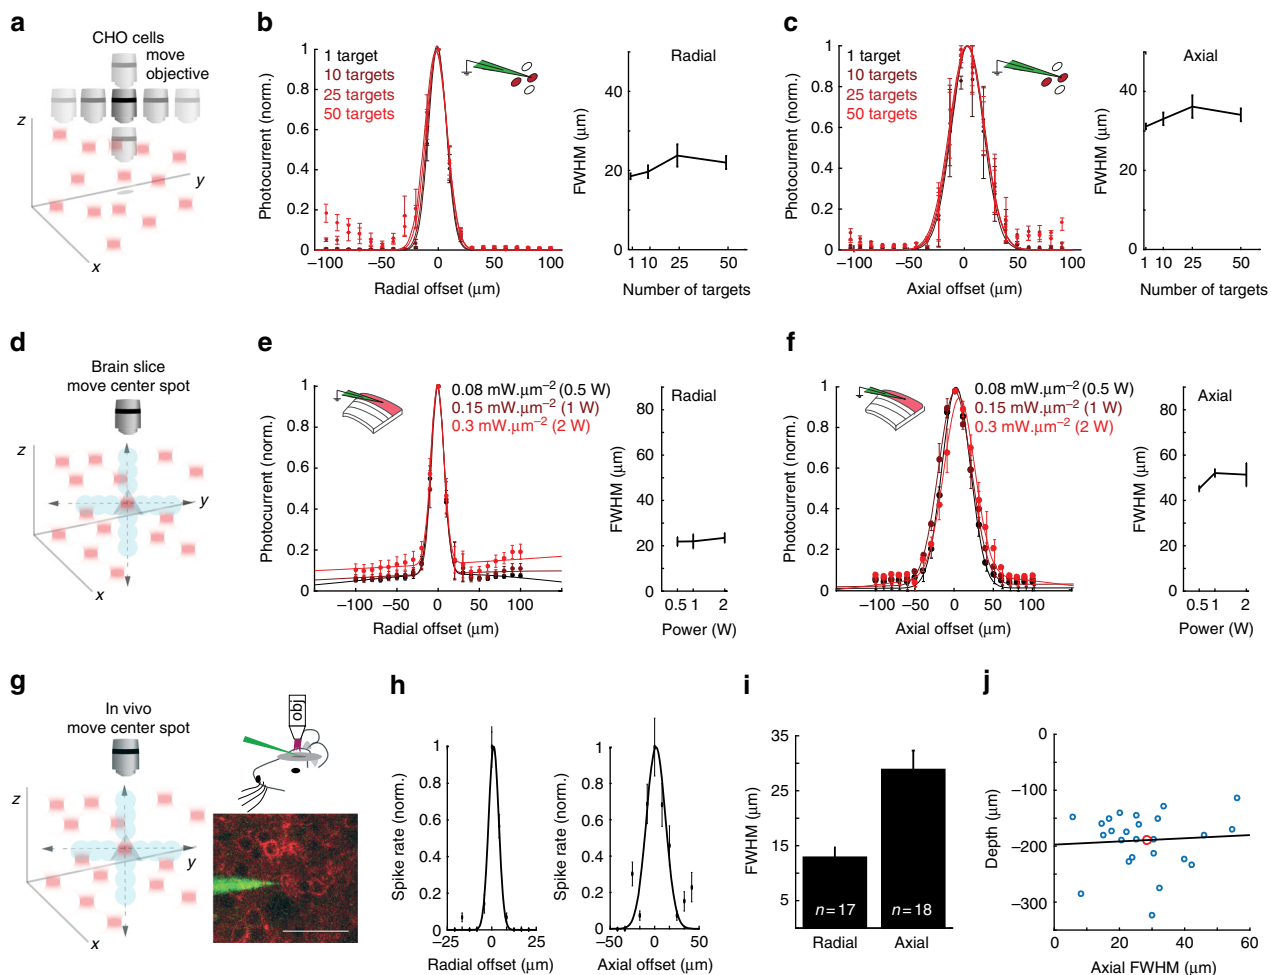 a
CHO cells
move
objective
z
y
x
b
1 target
10 targets
25 targets
50 targets
Photocurrent (norm.)
1
0.8
0.6
0.4
0.2
0
−100
−50
0
50
100
Radial offset (µm)
Radial
FWHM (µm)
40
20
0
1 10 25 50
Number of targets
c
1 target
10 targets
25 targets
50 targets
Photocurrent (norm.)
1
0.8
0.6
0.4
0.2
0
−100
−50
0
50
100
Axial offset (µm)
Axial
FWHM (µm)
40
20
0
1 10 25 50
Number of targets
d
Brain slice
move center spot
z
y
x
e
0.08 mW.µm−2 (0.5 W)
0.15 mW.µm−2 (1 W)
0.3 mW.µm−2 (2 W)
Photocurrent (norm.)
1
0.8
0.6
0.4
0.2
0
−100 −50 0 50 100
Radial offset (µm)
Radial
FWHM (µm)
80
60
40
20
0
0.5 1 2
Power (W)
f
0.08 mW.µm−2 (0.5 W)
0.15 mW.µm−2 (1 W)
0.3 mW.µm−2 (2 W)
Photocurrent (norm.)
1
0.8
0.6
0.4
0.2
0
−100 −50 0 50 100
Axial offset (µm)
Axial
FWHM (µm)
80
60
40
20
0
0.5 1 2
Power (W)
g
In vivo
move center spot
z
y
x
obj
h
Spike rate (norm.)
1
0.8
0.6
0.4
0.2
0
−25 0 25
Radial offset (µm)
Spike rate (norm.)
1
0.8
0.6
0.4
0.2
0
−50 0 50
Axial offset (µm)
i
FWHM (µm)
35
25
15
5
n = 17
n = 18
Radial
Axial
j
Depth (µm)
0
−100
−200
−300
0 20 40 60
Axial FWHM (µm)